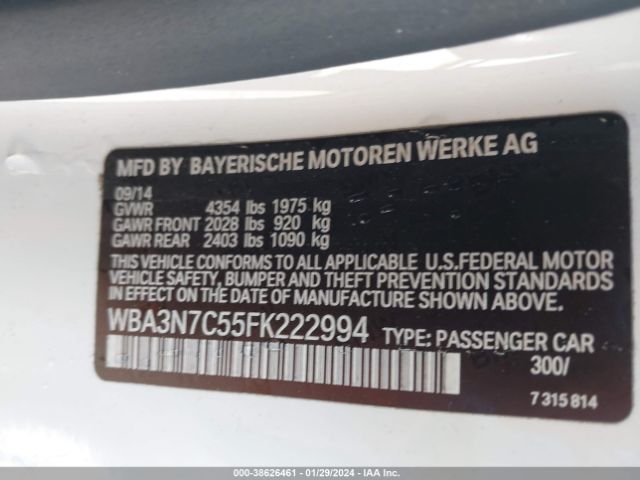 MFD BY BAYERISCHE MOTOREN WERKE AG
09/14
GVWR 4354 lbs 1975 kg
GAWR FRONT 2028 lbs 920 kg
GAWR REAR 2403 lbs 1090 kg
THIS VEHICLE CONFORMS TO ALL APPLICABLE U.S.FEDERAL MOTOR
VEHICLE SAFETY, BUMPER AND THEFT PREVENTION STANDARDS
IN EFFECT ON THE DATE OF MANUFACTURE SHOWN ABOVE.
WBA3N7C55FK222994 TYPE: PASSENGER CAR
300/
7 315 814
000-38626461 - 01/29/2024 - IAA Inc.